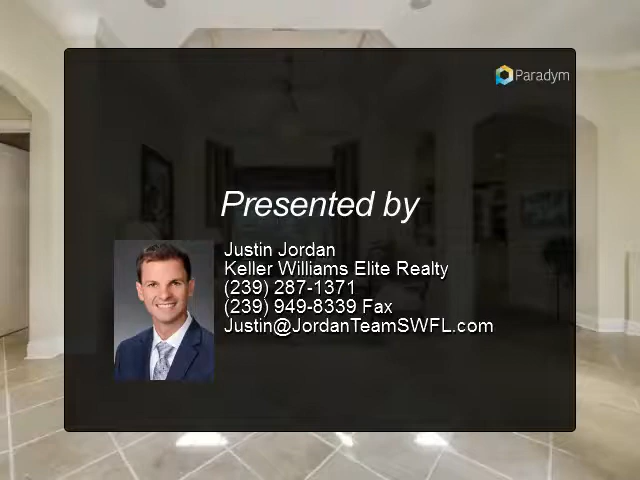 Paradym
Presented by
Justin Jordan
Keller Williams Elite Realty
(239) 287-1371
(239) 949-8339 Fax
Justin@JordanTeamSWFL.com